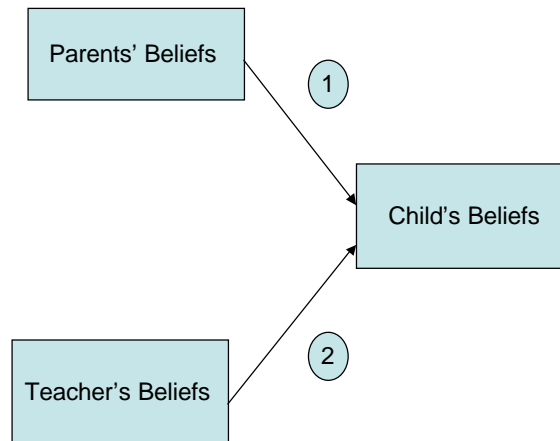 Parents’ Beliefs
1
Child’s Beliefs
2
Teacher’s Beliefs